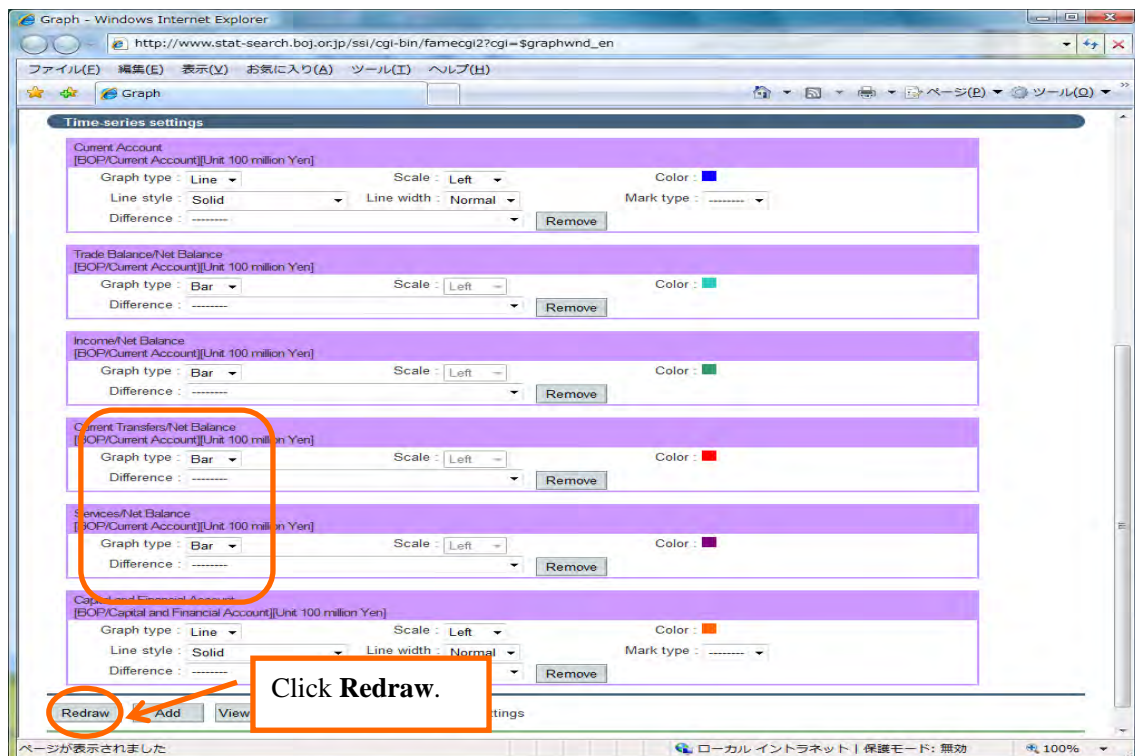 Graph - Windows Internet Explorer
http://www.stat-search.boj.or.jp/ssi/cgi-bin/famecgi2?cgi=$graphwnd_en
ファイル(F) 編集(E) 表示(V) お気に入り(A) ツール(T) ヘルプ(H)
Graph ページ(P) ツール(O) »
Time-series settings
Current Account
[BOP/Current Account][Unit 100 million Yen]
Graph type : Line Scale : Left Color :
Line style : Solid Line width : Normal Mark type : --------
Difference : -------- Remove
Trade Balance/Net Balance
[BOP/Current Account][Unit 100 million Yen]
Graph type : Bar Scale : Left Color :
Difference : -------- Remove
Income/Net Balance
[BOP/Current Account][Unit 100 million Yen]
Graph type : Bar Scale : Left Color :
Difference : -------- Remove
Current Transfers/Net Balance
[BOP/Current Account][Unit 100 million Yen]
Graph type : Bar Scale : Left Color :
Difference : -------- Remove
Services/Net Balance
[BOP/Current Account][Unit 100 million Yen]
Graph type : Bar Scale : Left Color :
Difference : -------- Remove
Capital and Financial Account
[BOP/Capital and Financial Account][Unit 100 million Yen]
Graph type : Line Scale : Left Color :
Line style : Solid Line width : Normal Mark type : --------
Difference : Remove
Click Redraw.
Redraw Add View ttings
ページが表示されました ローカル イントラネット | 保護モード: 無効 100%